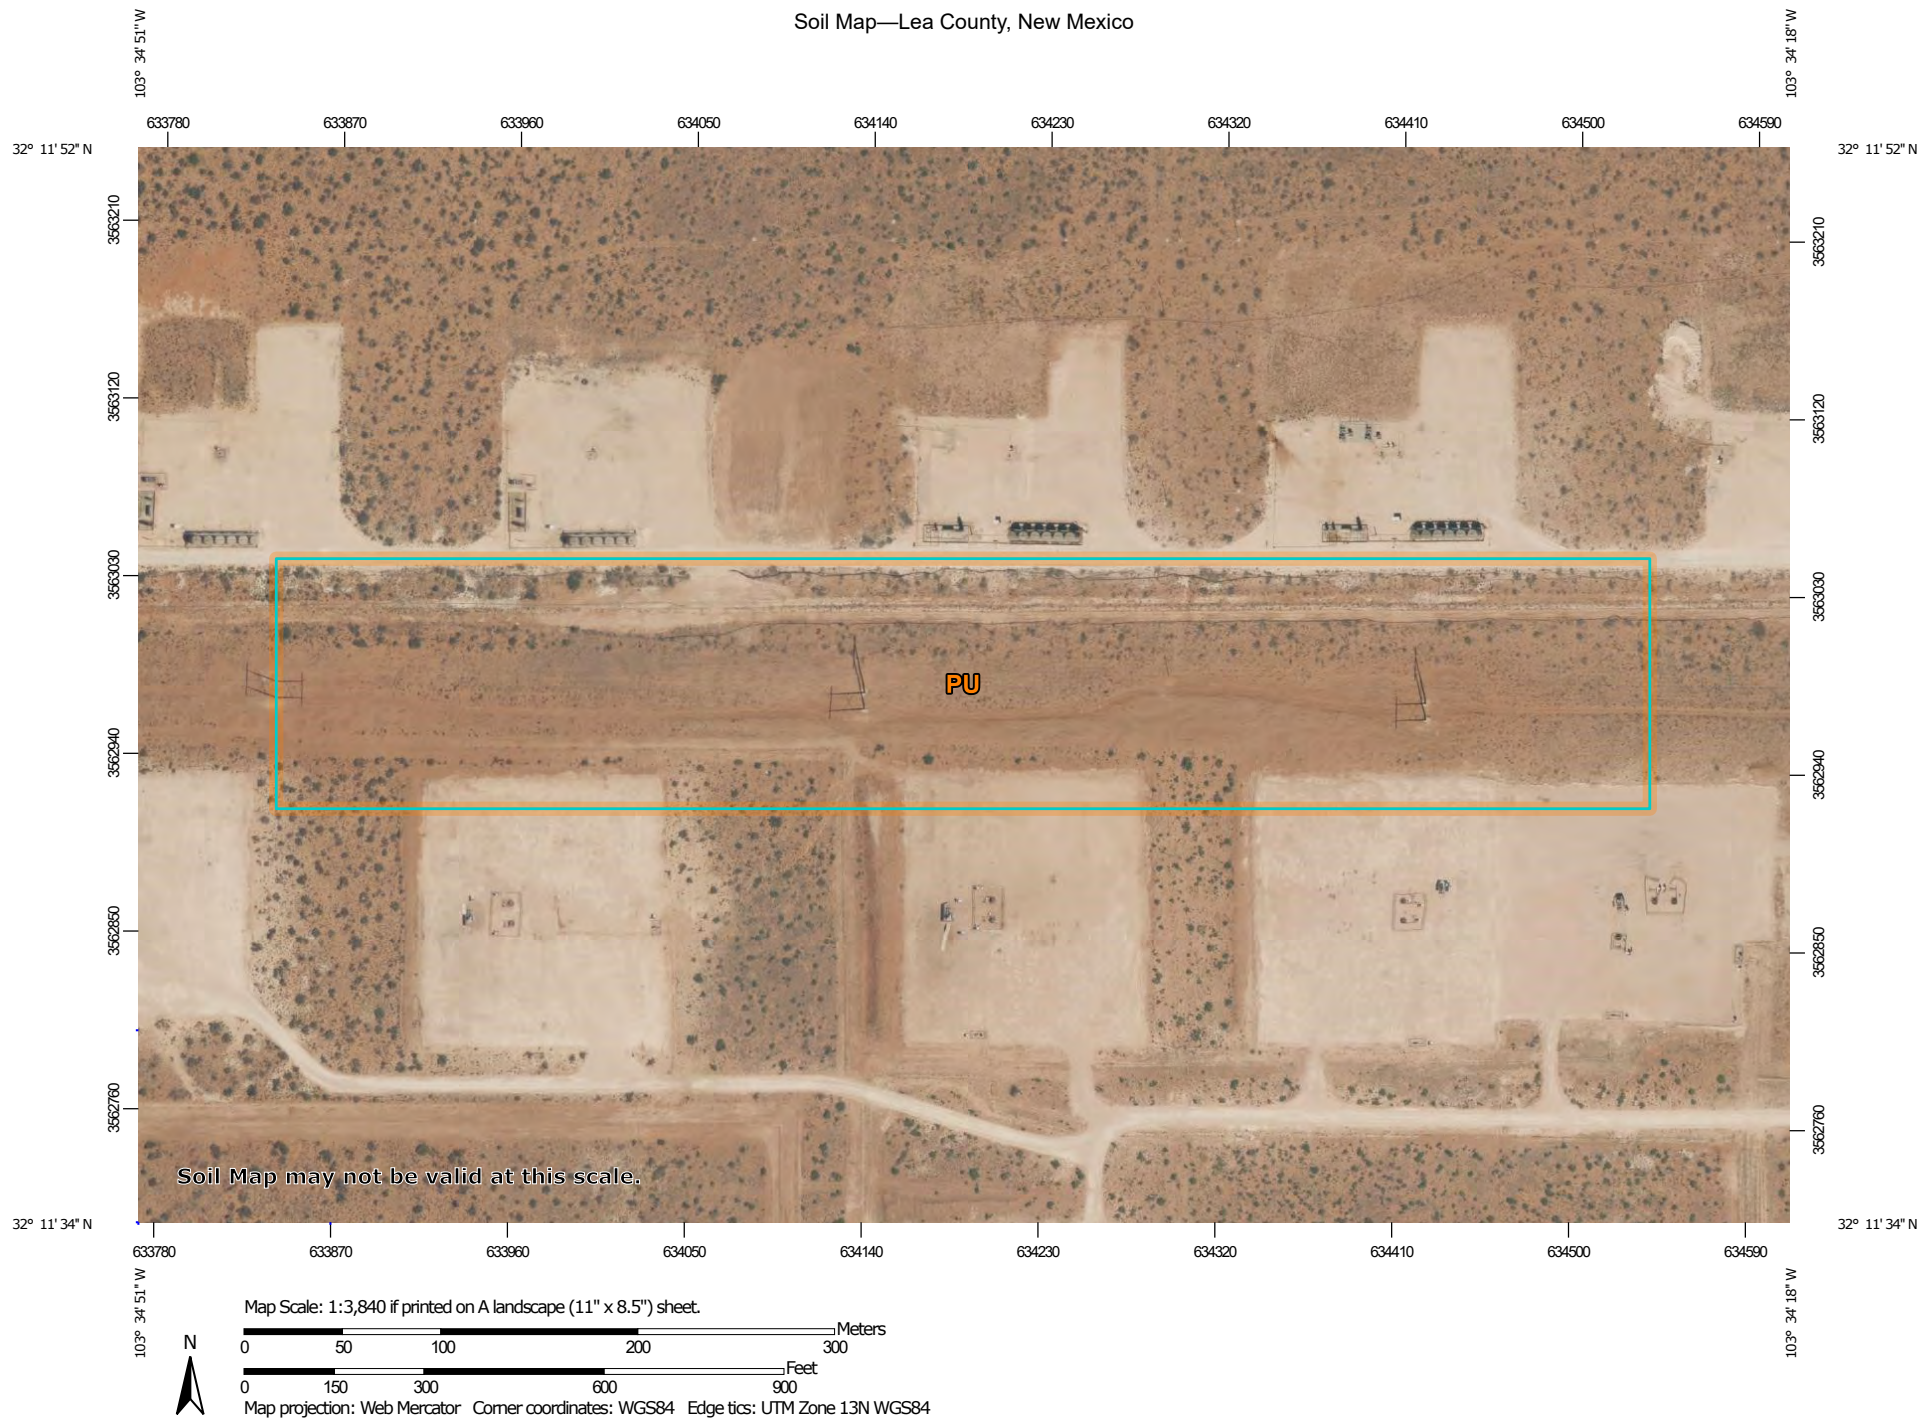 Soil Map—Lea County, New Mexico
103° 34' 51'' W
103° 34' 18'' W
633780 633870 633960 634050 634140 634230 634320 634410 634500 634590
32° 11' 52'' N
32° 11' 52'' N
3563210
3563210
3563120
3563120
3563030
3563030
PU
3562940
3562940
3562850
3562850
3562760
3562760
Soil Map may not be valid at this scale.
32° 11' 34'' N
32° 11' 34'' N
633780 633870 633960 634050 634140 634230 634320 634410 634500 634590
103° 34' 51'' W
103° 34' 18'' W
Map Scale: 1:3,840 if printed on A landscape (11" x 8.5") sheet.
N
Meters
0 50 100 200 300
Feet
0 150 300 600 900
Map projection: Web Mercator Corner coordinates: WGS84 Edge tics: UTM Zone 13N WGS84